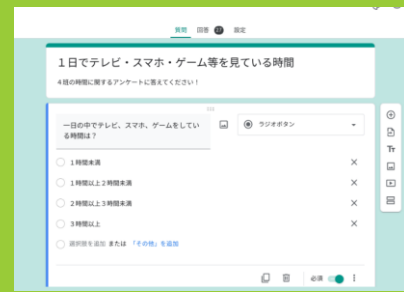 質問 回答 27 設定
1日でテレビ・スマホ・ゲーム等を見ている時間
4組の時間に関するアンケートに答えてください！
一日の中でテレビ、スマホ、ゲームをしてい
る時間は？
ラジオボタン
1時間未満
1時間以上2時間未満
2時間以上3時間未満
3時間以上
選択肢を追加 または 「その他」を追加
必須
Tт